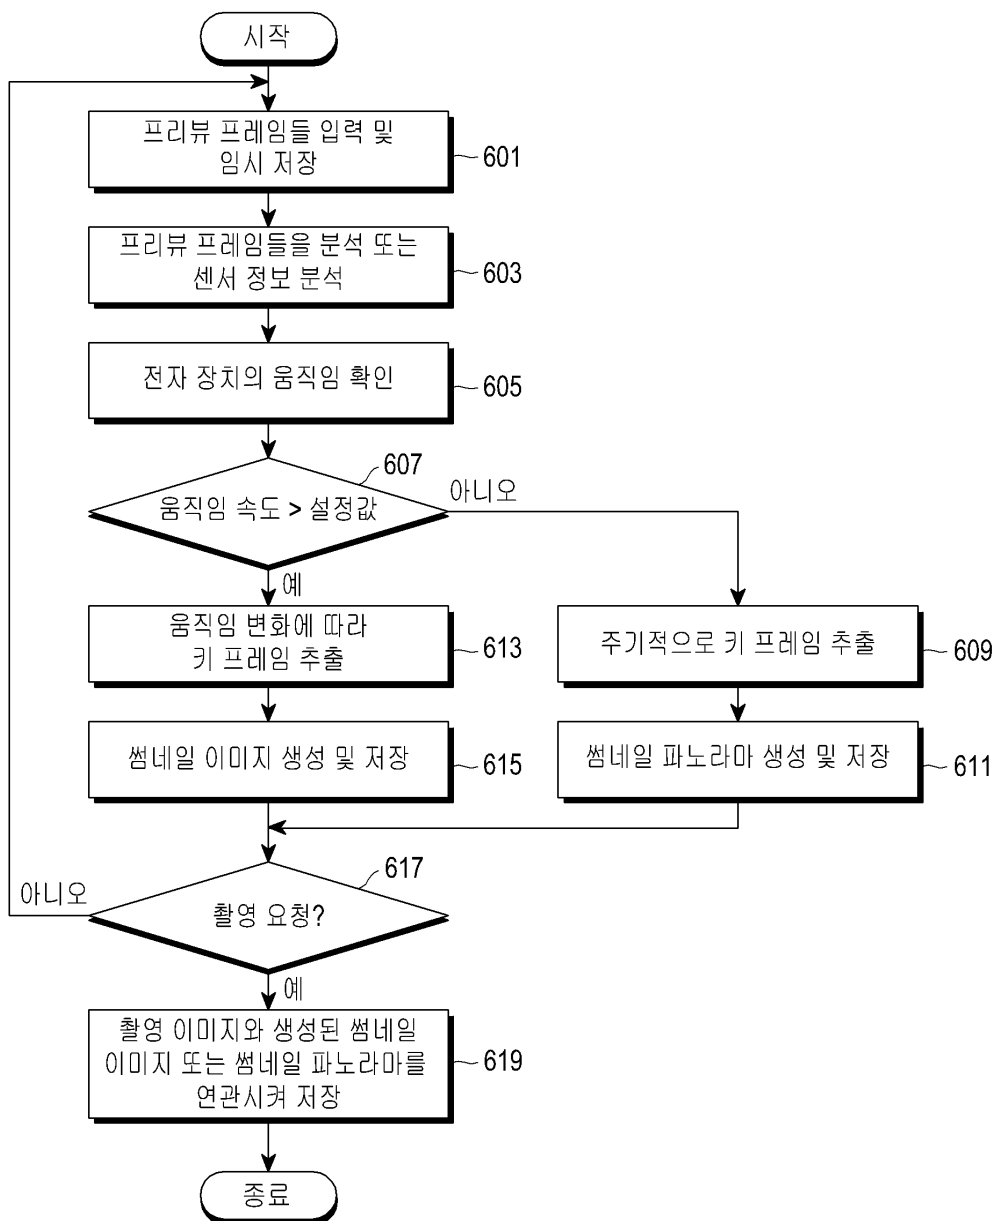 시작
프리뷰 프레임들 입력 및
임시 저장
601
프리뷰 프레임들을 분석 또는
센서 정보 분석
603
전자 장치의 움직임 확인
605
607
움직임 속도 > 설정값
아니오
예
움직임 변화에 따라
키 프레임 추출
613
주기적으로 키 프레임 추출
609
썸네일 이미지 생성 및 저장
615
썸네일 파노라마 생성 및 저장
611
617
아니오
촬영 요청?
예
촬영 이미지와 생성된 썸네일
이미지 또는 썸네일 파노라마를
연관시켜 저장
619
종료